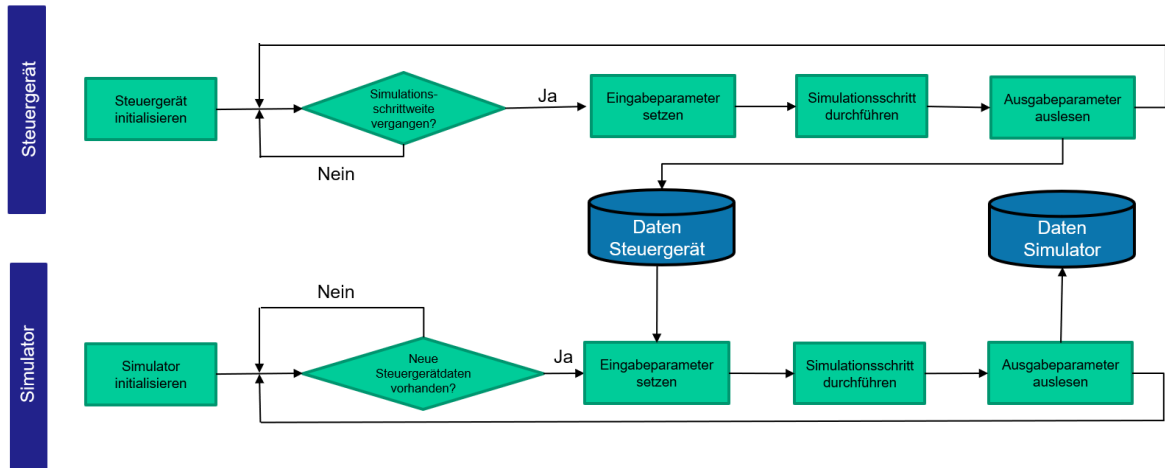 Steuergerät
Steuergerät
initialisieren
Simulations-
schrittweite
vergangen?
Ja
Nein
Eingabeparameter
setzen
Simulationsschritt
durchführen
Ausgabeparameter
auslesen
Daten
Steuergerät
Daten
Simulator
Simulator
Simulator
initialisieren
Nein
Neue
Steuergerätdaten
vorhanden?
Ja
Eingabeparameter
setzen
Simulationsschritt
durchführen
Ausgabeparameter
auslesen